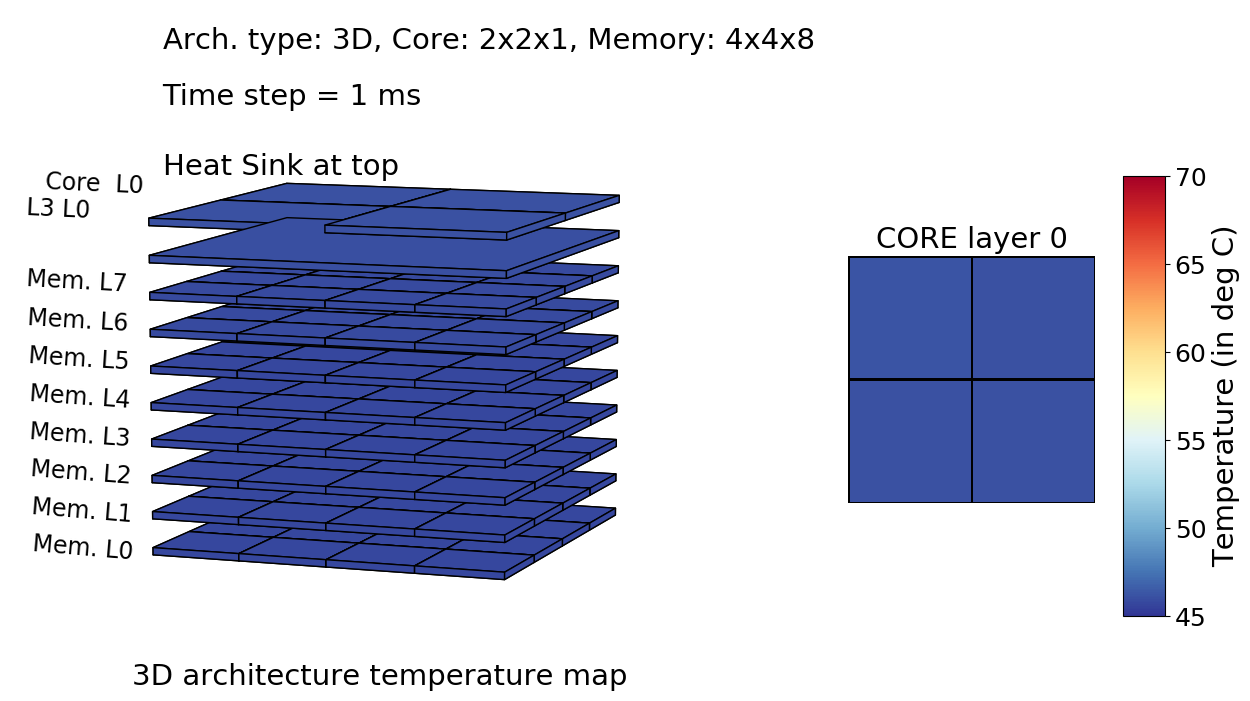 Arch. type: 3D, Core: 2x2x1, Memory: 4x4x8
Time step = 1 ms
Heat Sink at top
Core  L0
L3 L0
Mem. L7
Mem. L6
Mem. L5
Mem. L4
Mem. L3
Mem. L2
Mem. L1
Mem. L0
3D architecture temperature map
CORE layer 0
70
65
60
55
50
45
Temperature (in deg C)